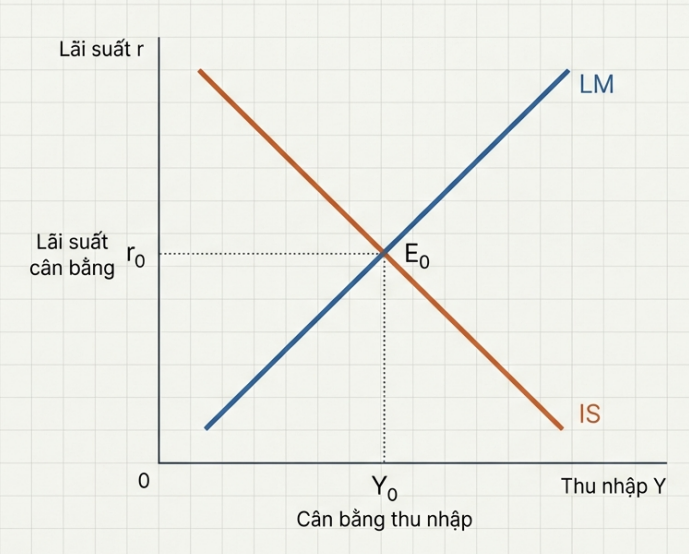 Lãi suất r
LM
Lãi suất
cân bằng
r0
E0
IS
0
Y0
Thu nhập Y
Cân bằng thu nhập